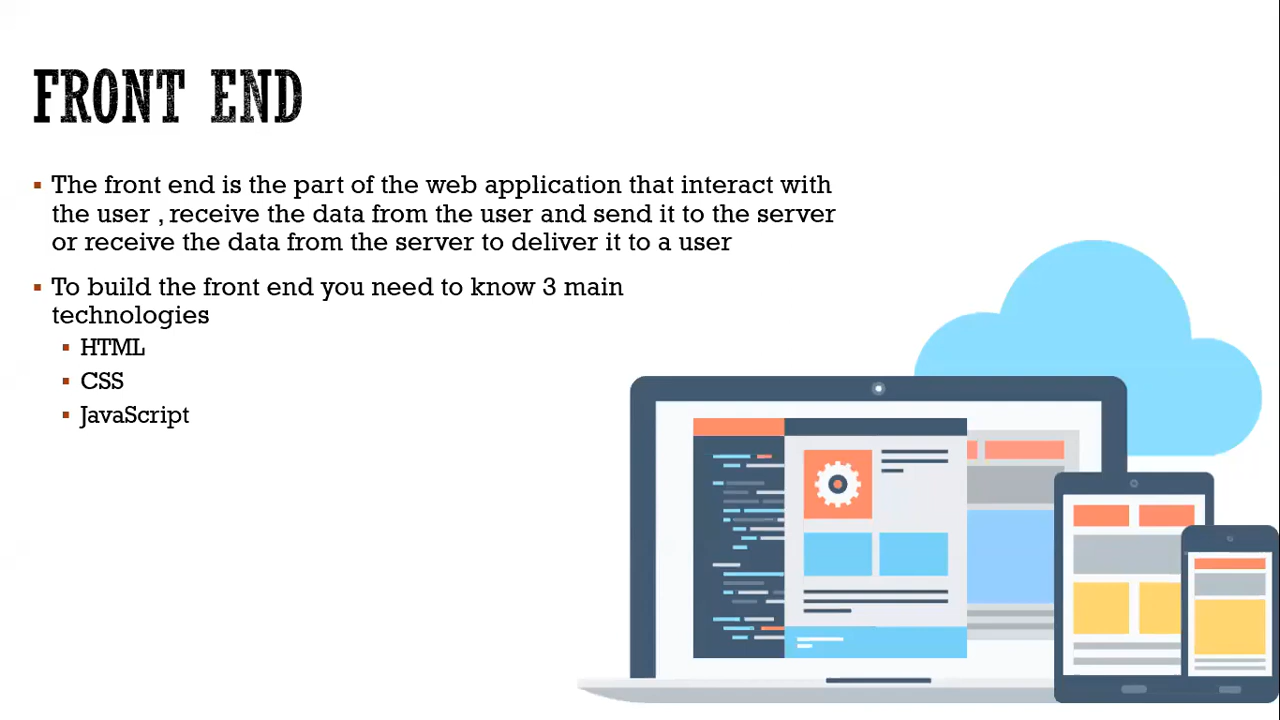 FRONT END
▪ The front end is the part of the web application that interact with
the user , receive the data from the user and send it to the server
or receive the data from the server to deliver it to a user
▪ To build the front end you need to know 3 main
technologies
▪ HTML
▪ CSS
▪ JavaScript